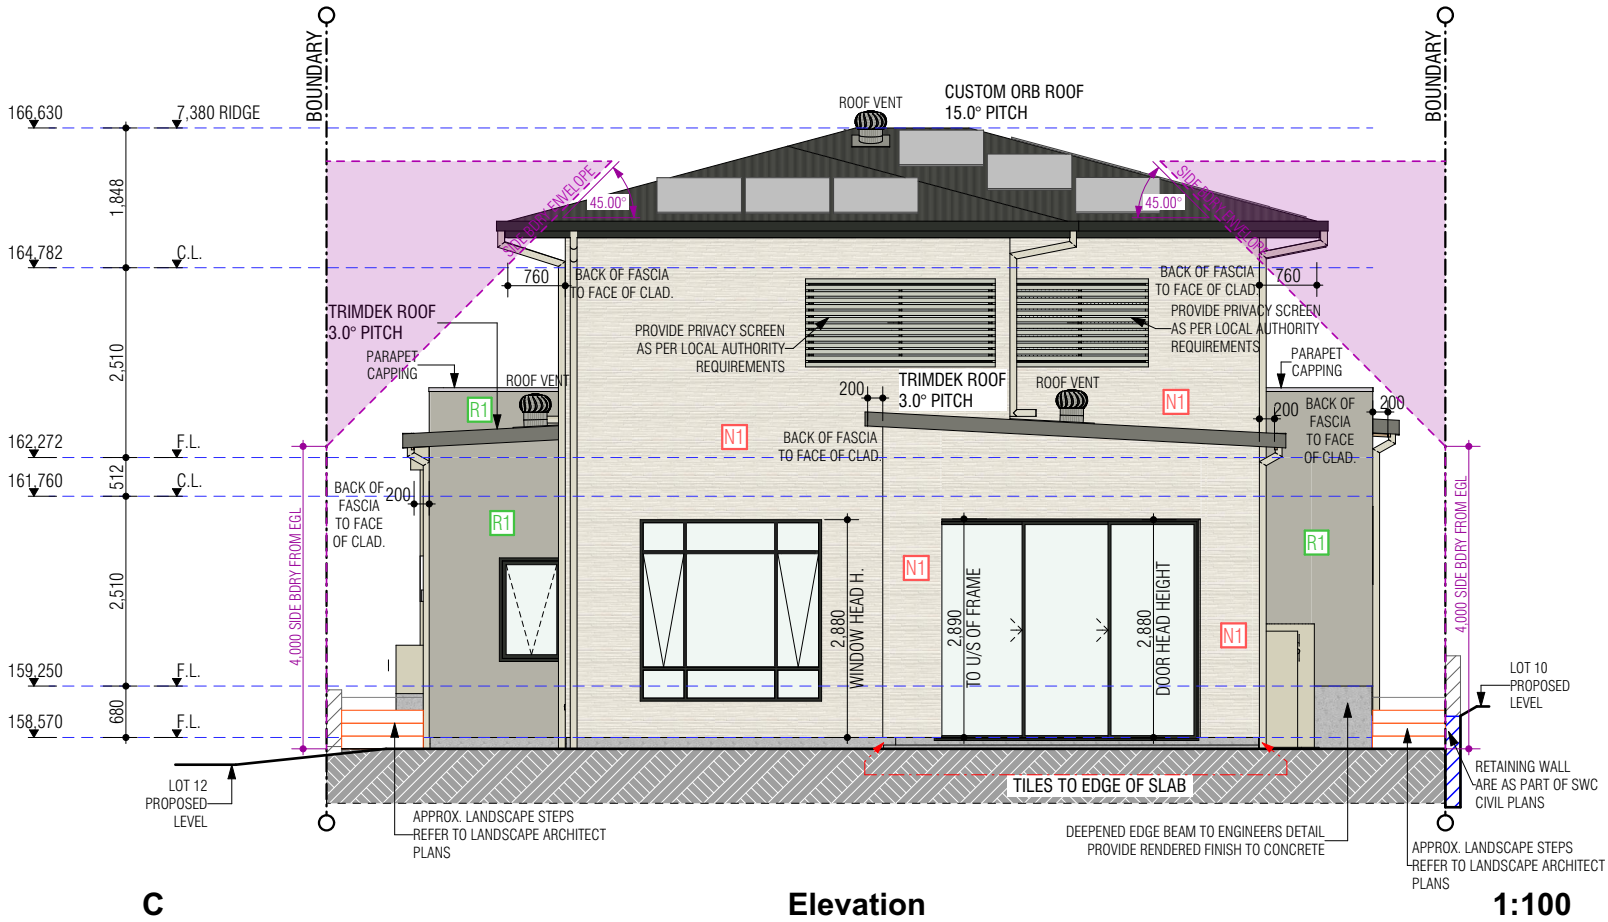 BOUNDARY
BOUNDARY
166,630
7,380 RIDGE
ROOF VENT
CUSTOM ORB ROOF
15.0° PITCH
1,848
SIDE BDRY ENVELOPE
45.00°
SIDE BDRY ENVELOPE
45.00°
164,782
C.L.
760
BACK OF FASCIA
TO FACE OF CLAD.
BACK OF FASCIA
TO FACE OF CLAD.
760
TRIMDEK ROOF
3.0° PITCH
PROVIDE PRIVACY SCREEN
AS PER LOCAL AUTHORITY
REQUIREMENTS
PROVIDE PRIVACY SCREEN
AS PER LOCAL AUTHORITY
REQUIREMENTS
2,510
PARAPET
CAPPING
PARAPET
CAPPING
ROOF VENT
200
TRIMDEK ROOF
3.0° PITCH
ROOF VENT
R1
N1
N1
200
BACK OF
FASCIA
TO FACE
OF CLAD.
200
BACK OF FASCIA
TO FACE OF CLAD.
162,272
F.L.
512
161,760
C.L.
BACK OF
FASCIA
TO FACE
OF CLAD.
200
R1
R1
N1
N1
4,000 SIDE BDRY FROM EGL
4,000 SIDE BDRY FROM EGL
2,510
2,880
WINDOW HEAD H.
2,890
TO U/S OF FRAME
2,880
DOOR HEAD HEIGHT
159,250
F.L.
680
158,570
F.L.
LOT 10
PROPOSED
LEVEL
LOT 12
PROPOSED
LEVEL
TILES TO EDGE OF SLAB
RETAINING WALL
ARE AS PART OF SWC
CIVIL PLANS
APPROX. LANDSCAPE STEPS
REFER TO LANDSCAPE ARCHITECT
PLANS
DEEPENED EDGE BEAM TO ENGINEERS DETAIL
PROVIDE RENDERED FINISH TO CONCRETE
APPROX. LANDSCAPE STEPS
REFER TO LANDSCAPE ARCHITECT
PLANS
C
Elevation
1:100